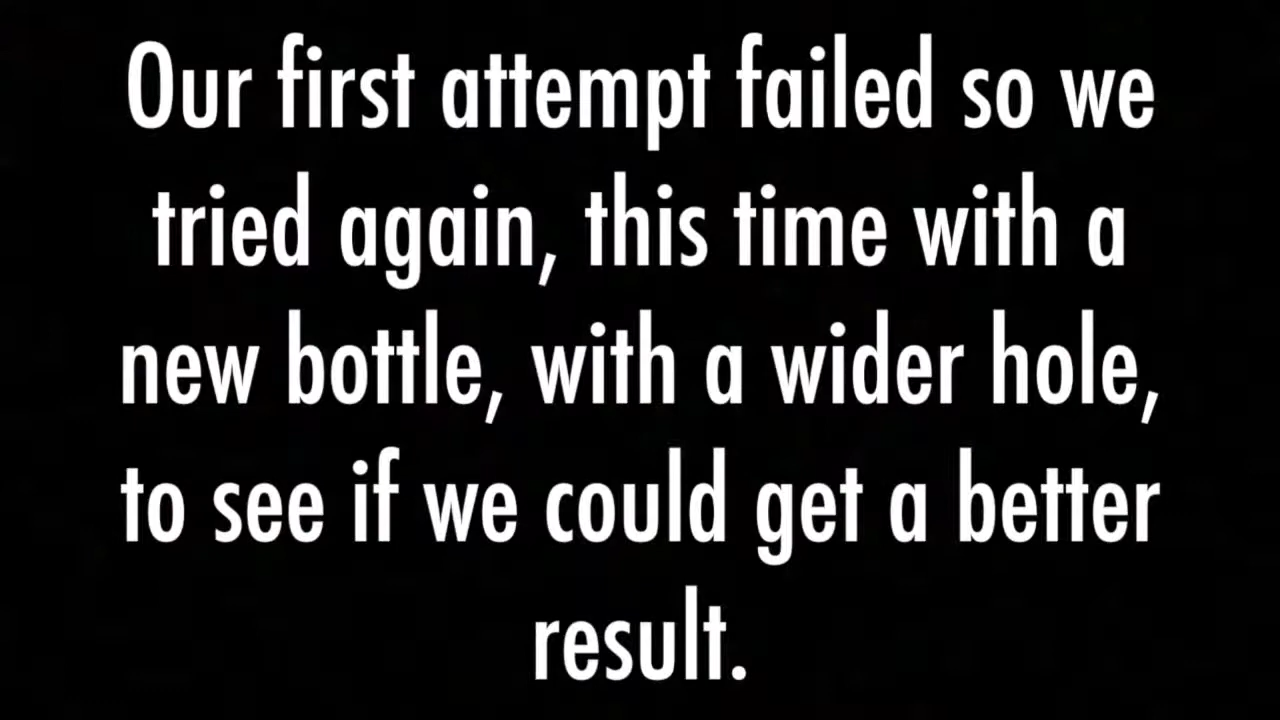 Our first attempt failed so we
tried again, this time with a
new bottle, with a wider hole,
to see if we could get a better
result.